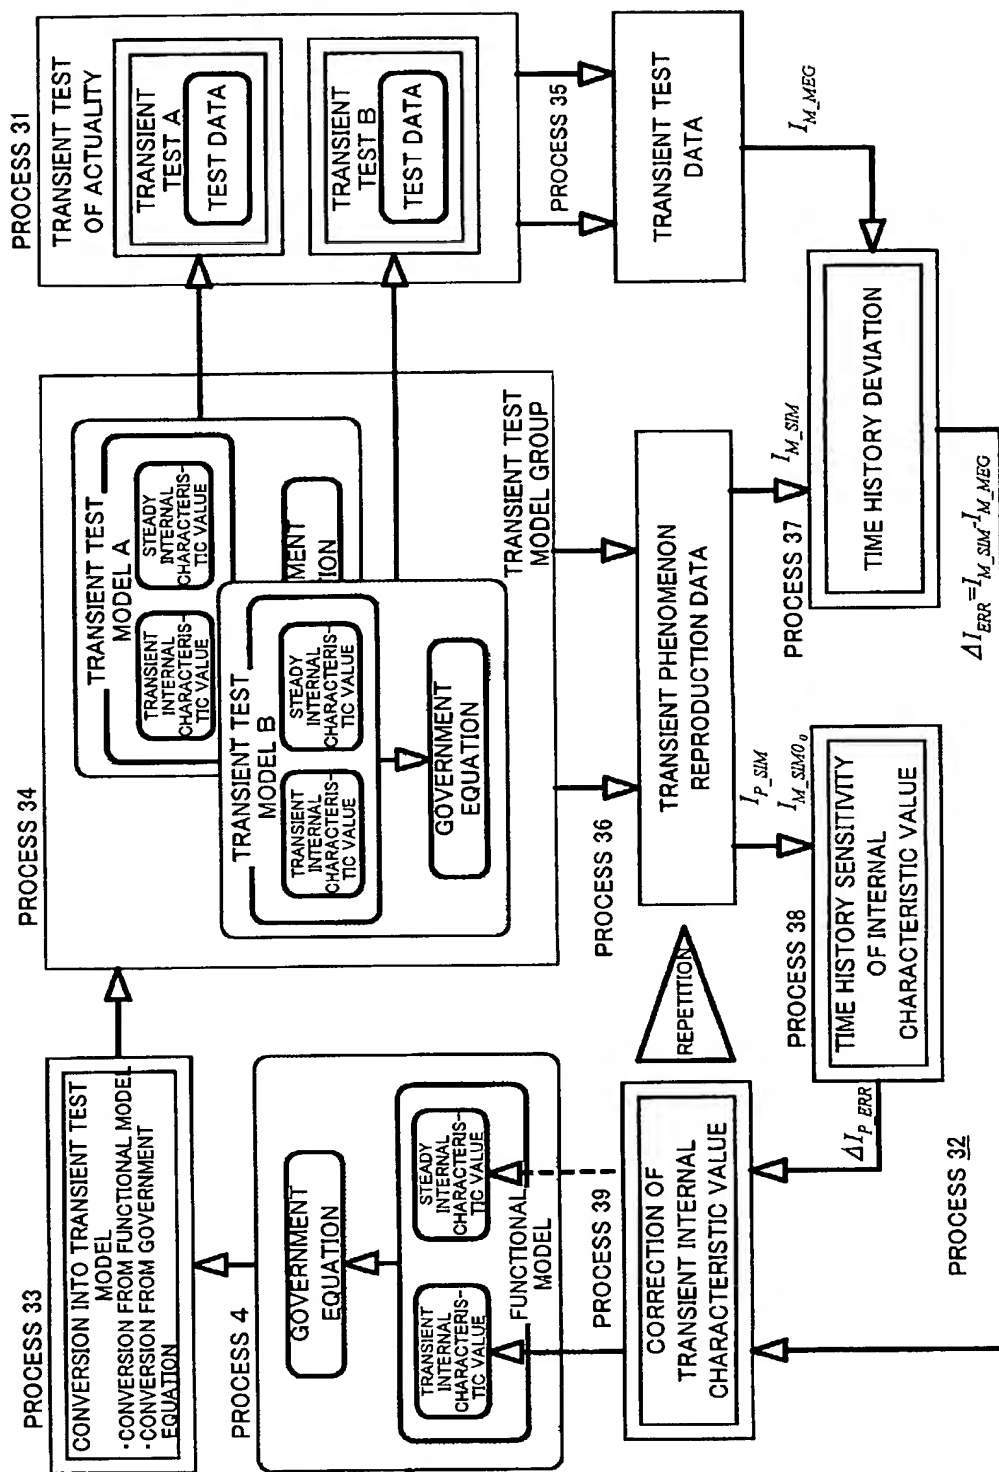 PROCESS 33
CONVERSION INTO TRANSIENT TEST
MODEL
·CONVERSION FROM FUNCTIONAL MODEL
·CONVERSION FROM GOVERNMENT
EQUATION
PROCESS 4
GOVERNMENT
EQUATION
TRANSIENT
INTERNAL
CHARACTERIS-
TIC VALUE
STEADY
INTERNAL
CHARACTERIS-
TIC VALUE
FUNCTIONAL
MODEL
PROCESS 39
CORRECTION OF
TRANSIENT INTERNAL
CHARACTERISTIC VALUE
PROCESS 32
PROCESS 34
TRANSIENT TEST
MODEL A
TRANSIENT
INTERNAL
CHARACTERIS-
TIC VALUE
STEADY
INTERNAL
CHARACTERIS-
TIC VALUE
MENT
TION
TRANSIENT TEST
MODEL B
TRANSIENT
INTERNAL
CHARACTERIS-
TIC VALUE
STEADY
INTERNAL
CHARACTERIS-
TIC VALUE
GOVERNMENT
EQUATION
TRANSIENT TEST
MODEL GROUP
PROCESS 36
TRANSIENT PHENOMENON
REPRODUCTION DATA
REPETITION
I_P_SIM
I_M_SIM0_0
PROCESS 38
TIME HISTORY SENSITIVITY
OF INTERNAL
CHARACTERISTIC VALUE
ΔI_P_ERR
PROCESS 31
TRANSIENT TEST
OF ACTUALITY
TRANSIENT
TEST A
TEST DATA
TRANSIENT
TEST B
TEST DATA
PROCESS 35
TRANSIENT TEST
DATA
I_M_MEG
PROCESS 37
I_M_SIM
TIME HISTORY DEVIATION
ΔI_ERR=I_M_SIM-I_M_MEG